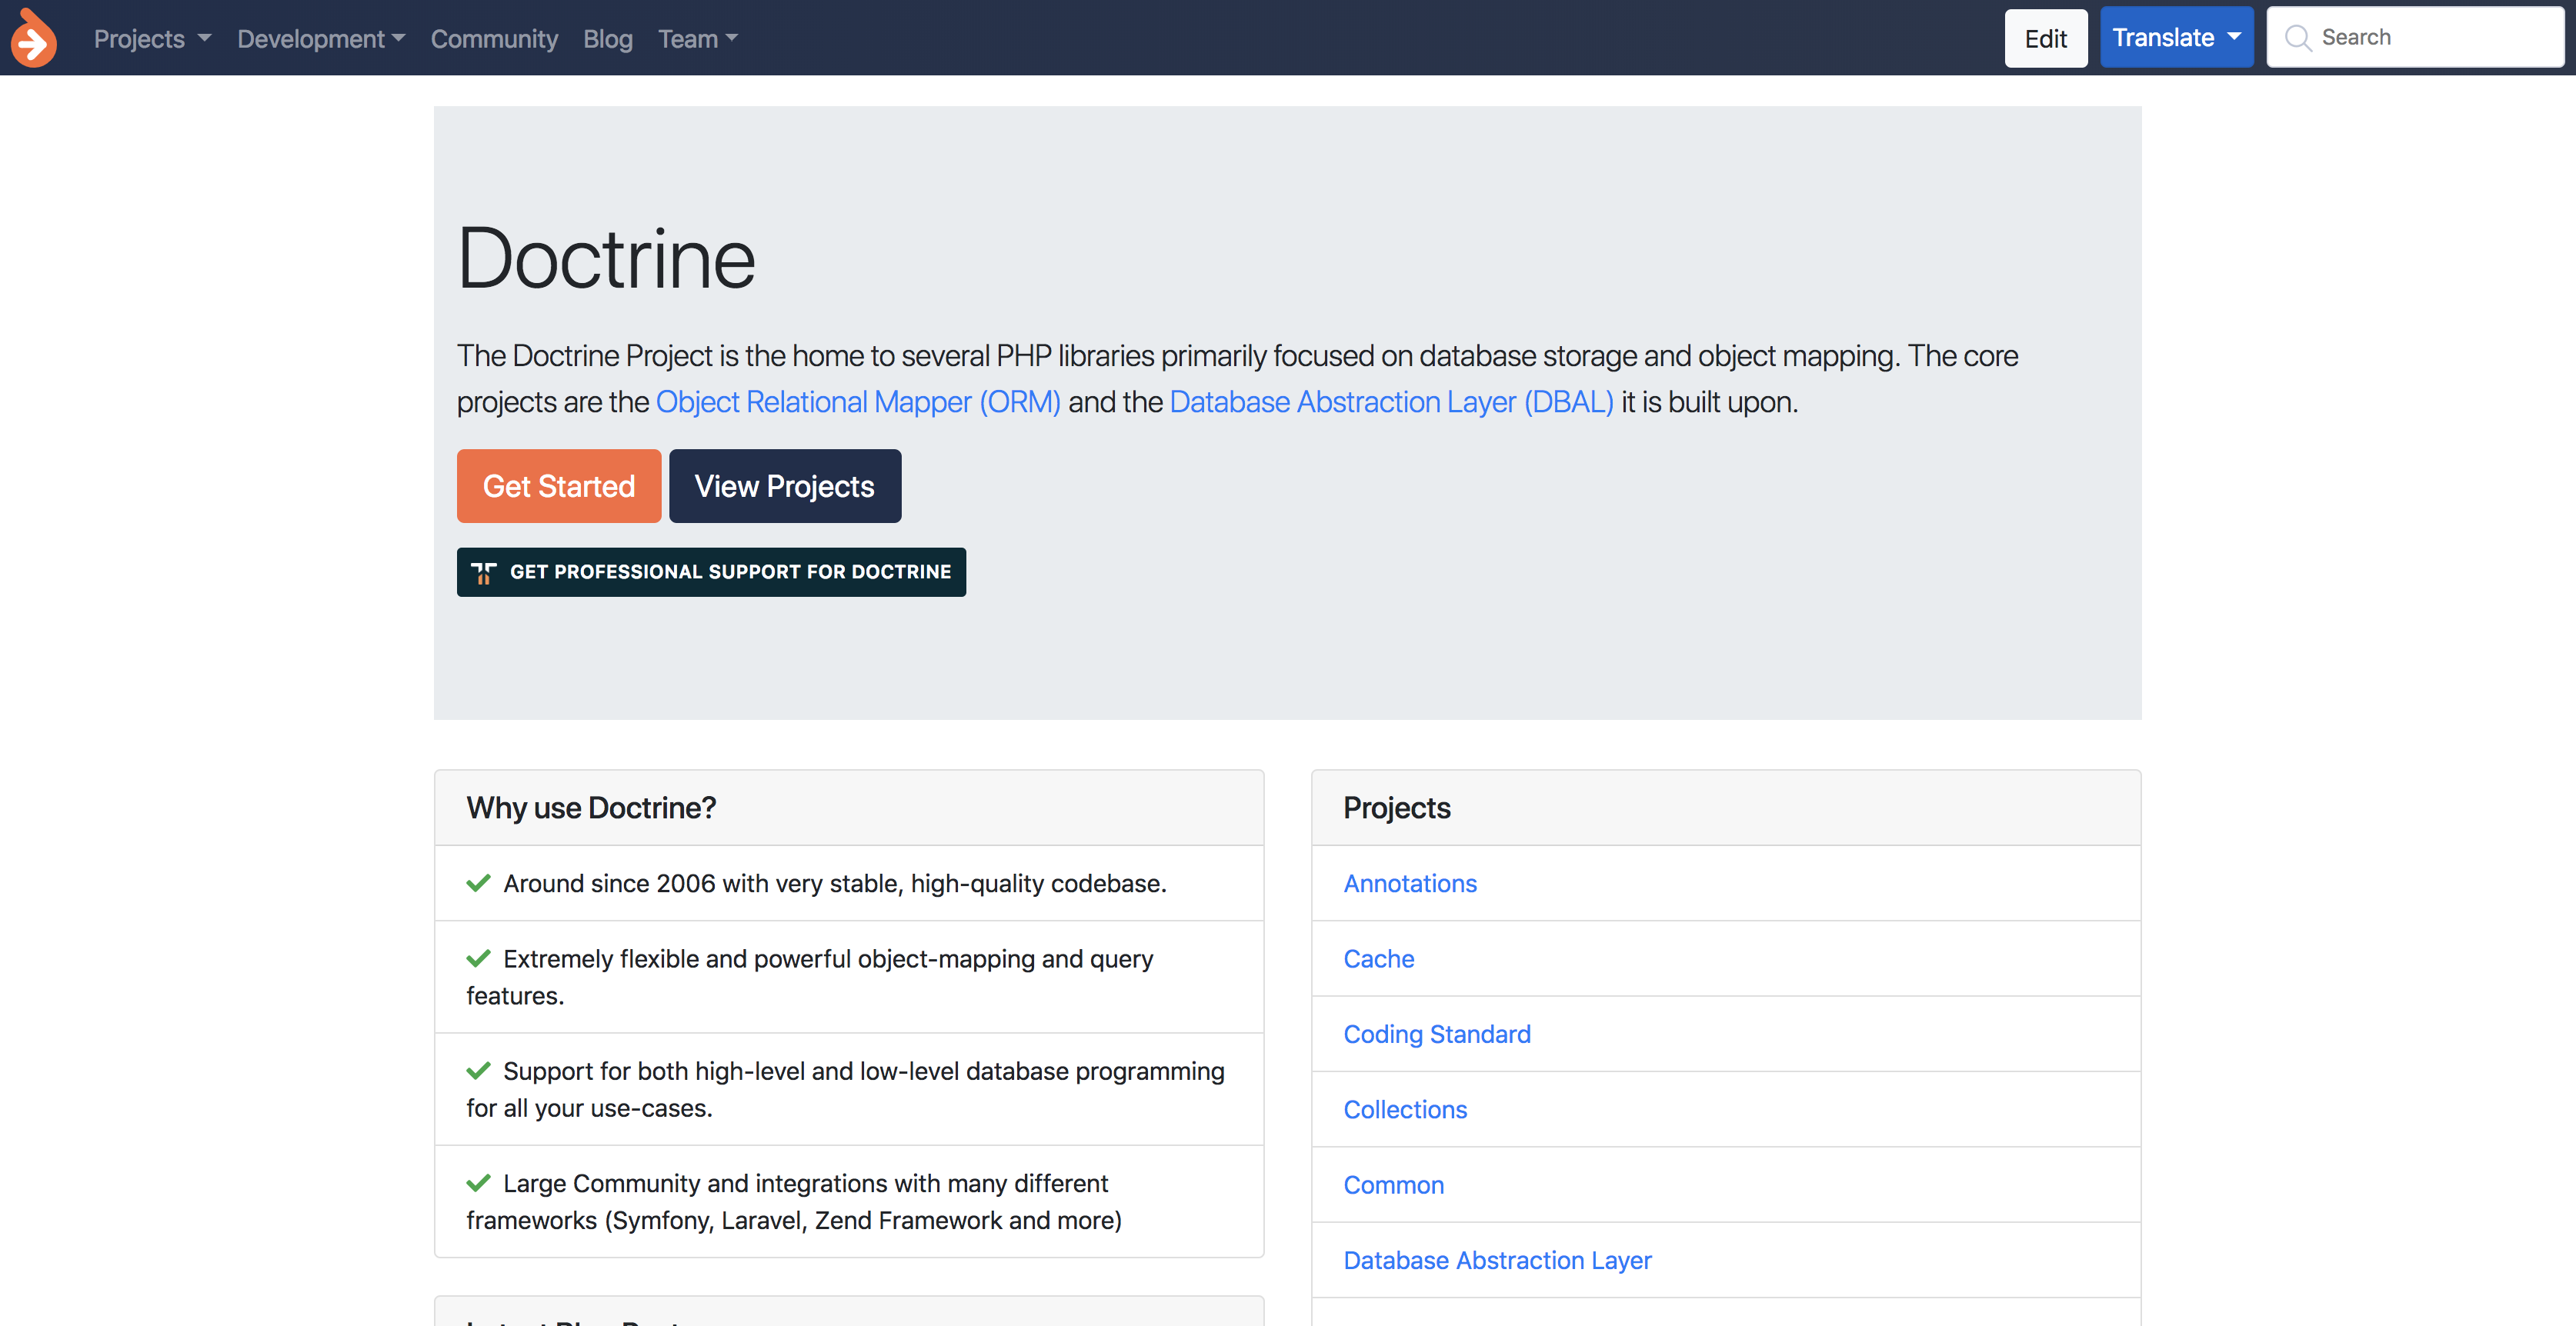 Projects
Development
Community
Blog
Team
Edit
Translate
Search
Doctrine
The Doctrine Project is the home to several PHP libraries primarily focused on database storage and object mapping. The core
projects are the Object Relational Mapper (ORM) and the Database Abstraction Layer (DBAL) it is built upon.
Get Started
View Projects
GET PROFESSIONAL SUPPORT FOR DOCTRINE
Why use Doctrine?
Around since 2006 with very stable, high-quality codebase.
Extremely flexible and powerful object-mapping and query
features.
Support for both high-level and low-level database programming
for all your use-cases.
Large Community and integrations with many different
frameworks (Symfony, Laravel, Zend Framework and more)
Projects
Annotations
Cache
Coding Standard
Collections
Common
Database Abstraction Layer